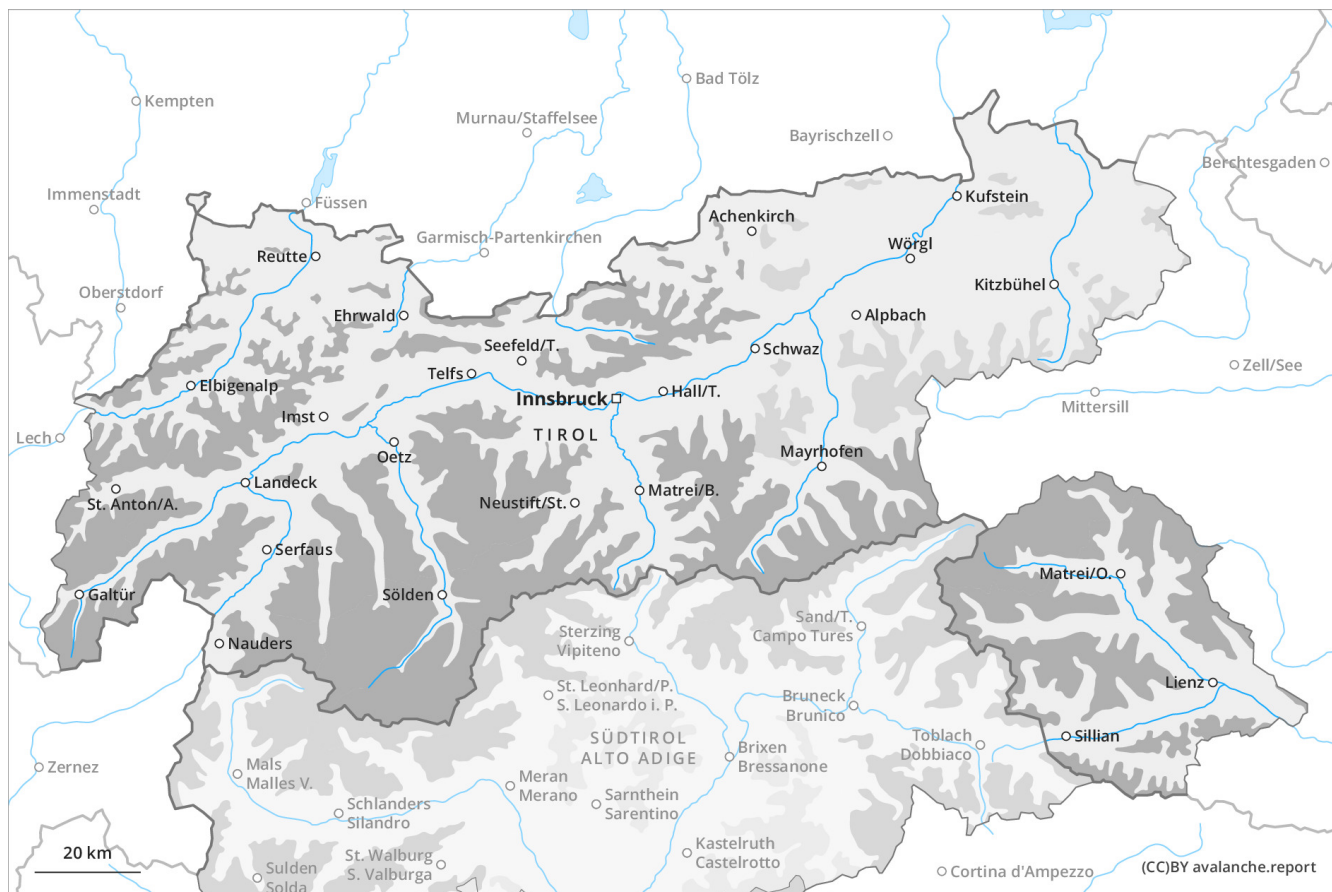 Bad Tölz
Kempten
Murnau/Staffelsee
Bayrischzell
Berchtesgaden
Immenstadt
Füssen
Kufstein
Achenkirch
Garmisch-Partenkirchen
Wörgl
Reutte
Kitzbühel
Oberstdorf
Ehrwald
Alpbach
Seefeld/T.
Schwaz
Zell/See
Telfs
Elbigenalp
Hall/T.
Innsbruck
Mittersill
Imst
TIROL
Lech
Oetz
Mayrhofen
Landeck
Matrei/B.
St. Anton/A.
Neustift/St.
Serfaus
Matrei/O.
Galtür
Sölden
Sand/T.
Campo Tures
Sterzing
Vipiteno
Nauders
Lienz
St. Leonhard/P.
S. Leonardo i. P.
Bruneck
Brunico
SÜDTIROL
ALTO ADIGE
Toblach
Dobbiaco
Sillian
Brixen
Bressanone
Zernez
Mals
Malles V.
Meran
Merano
Sarnthein
Sarentino
Schlanders
Silandro
Kastelruth
Castelrotto
20 km
St. Walburg
S. Valburga
Sulden
Solda
Cortina d'Ampezzo
(CC)BY avalanche.report